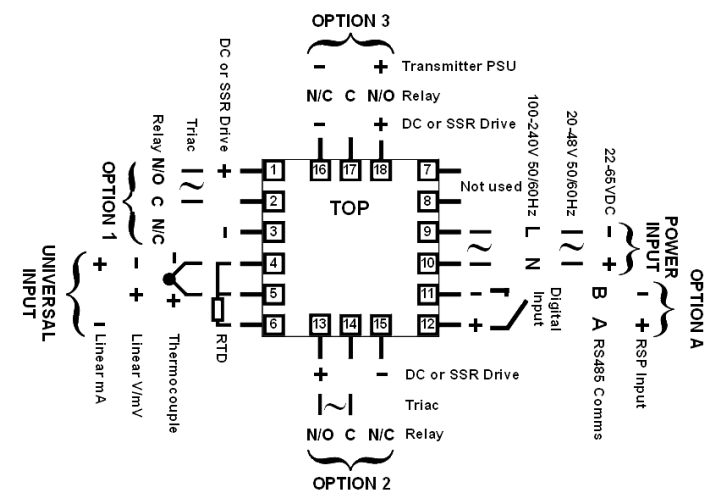 OPTION 3
− + Transmitter PSU
N/C C N/O Relay
− + DC or SSR Drive
16 17 18
TOP
1
2
3
4
5
6
7
8
9
10
11
12
13 14 15
Not used
DC or SSR Drive
+ -
Triac
~
Relay N/O C N/C
OPTION 1
UNIVERSAL
INPUT
+ - Linear mA
- + Linear V/mV
- + Thermocouple
RTD
100-240V 50/60Hz L N
~
20-48V 50/60Hz
~
22-65VDC - +
POWER
INPUT
- +
Digital
Input
B A RS485 Comms
- + RSP Input
OPTION A
+ − DC or SSR Drive
~ Triac
N/O C N/C Relay
OPTION 2